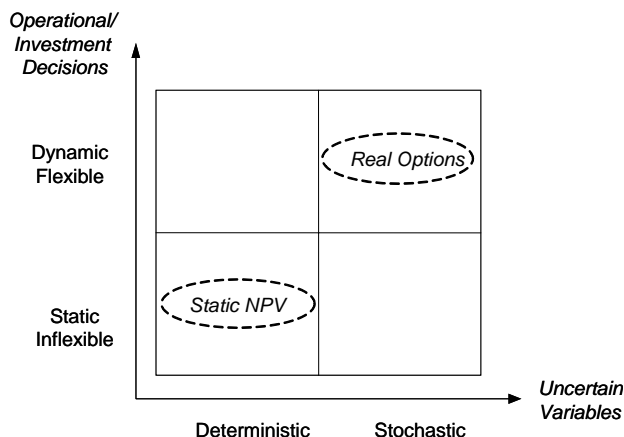 Operational/
Investment
Decisions
Dynamic
Flexible
Real Options
Static NPV
Static
Inflexible
Uncertain
Variables
Deterministic
Stochastic